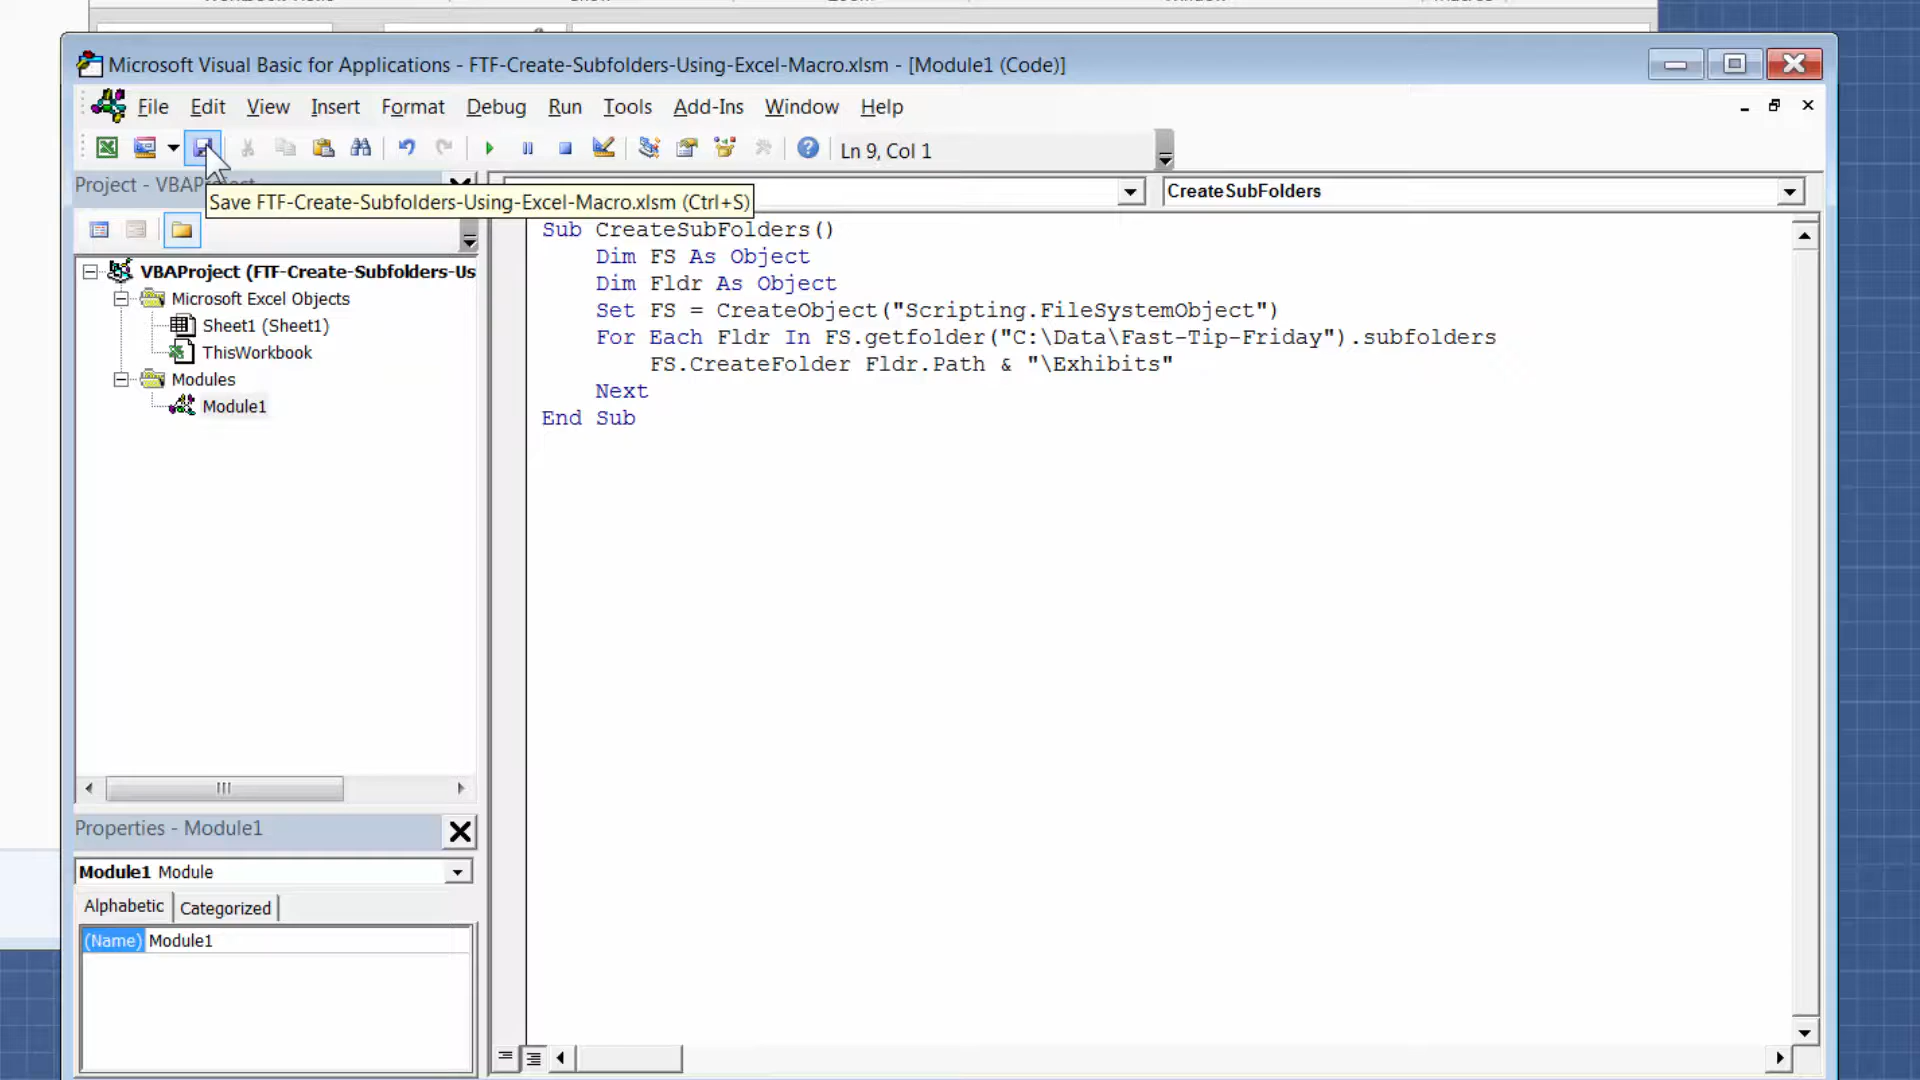 Microsoft Visual Basic for Applications - FTF-Create-Subfolders-Using-Excel-Macro.xlsm - [Module1 (Code)]
File Edit View Insert Format Debug Run Tools Add-Ins Window Help
Ln 9, Col 1
Project - VBAProject
Save FTF-Create-Subfolders-Using-Excel-Macro.xlsm (Ctrl+S)
CreateSubFolders
VBAProject (FTF-Create-Subfolders-Us
Microsoft Excel Objects
Sheet1 (Sheet1)
ThisWorkbook
Modules
Module1
Sub CreateSubFolders()
Dim FS As Object
Dim Fldr As Object
Set FS = CreateObject("Scripting.FileSystemObject")
For Each Fldr In FS.getfolder("C:\Data\Fast-Tip-Friday").subfolders
FS.CreateFolder Fldr.Path & "\Exhibits"
Next
End Sub
Properties - Module1
Module1 Module
Alphabetic Categorized
(Name) Module1